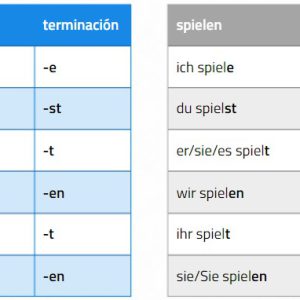 terminación
-e
-st
-t
-en
-t
-en
spielen
ich spiele
du spielst
er/sie/es spielt
wir spielen
ihr spielt
sie/Sie spielen